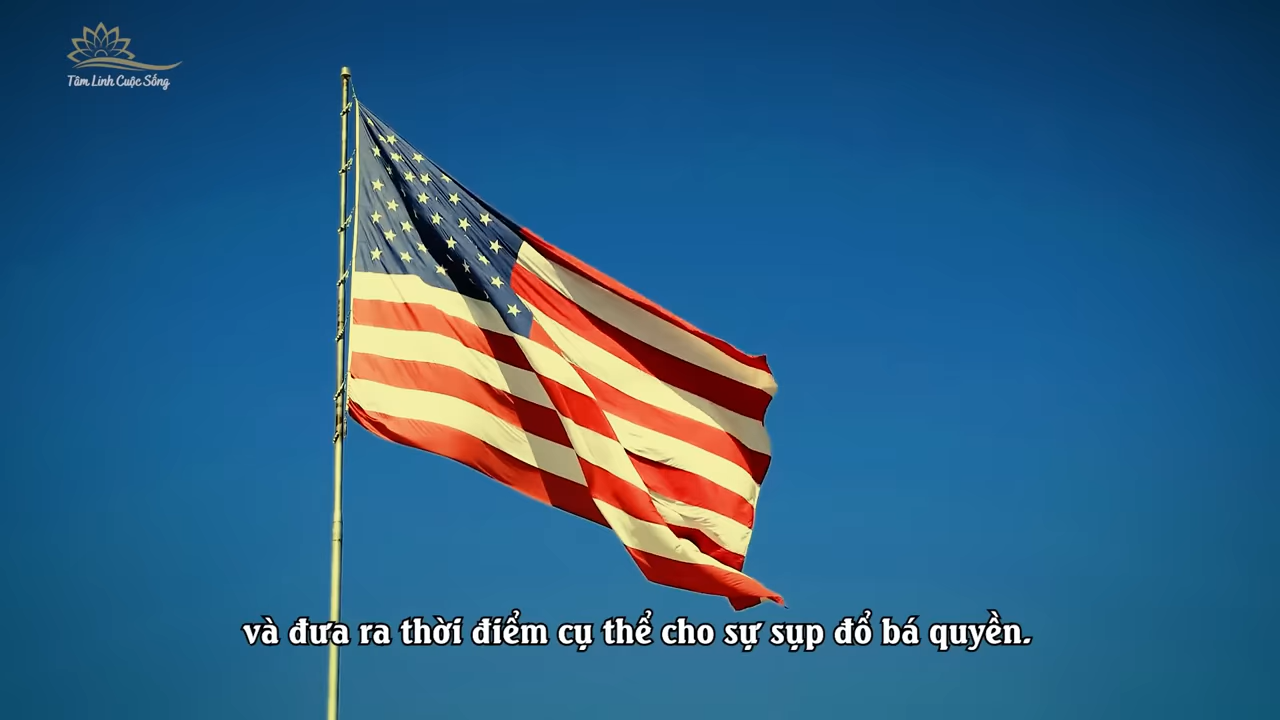 Tâm Linh Cuộc Sống
và đưa ra thời điểm cụ thể cho sự sụp đổ bá quyền.